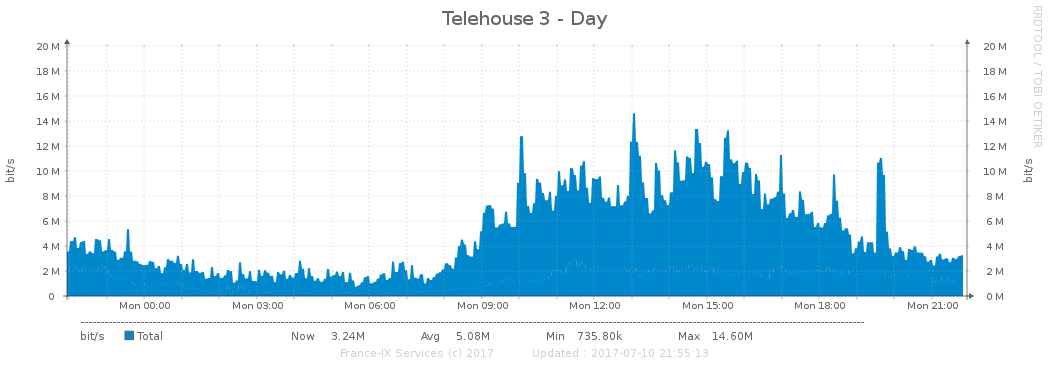 Telehouse 3 - Day
RRDTOOL / TOBI OETIKER
bit/s
bit/s
20 M 20 M
18 M 18 M
16 M 16 M
14 M 14 M
12 M 12 M
10 M 10 M
8 M 8 M
6 M 6 M
4 M 4 M
2 M 2 M
0 0 M
Mon 00:00 Mon 03:00 Mon 06:00 Mon 09:00 Mon 12:00 Mon 15:00 Mon 18:00 Mon 21:00
bit/s Total Now 3.24M Avg 5.08M Min 735.80k Max 14.60M
France-IX Services (c) 2017 Updated : 2017-07-10 21:55:13